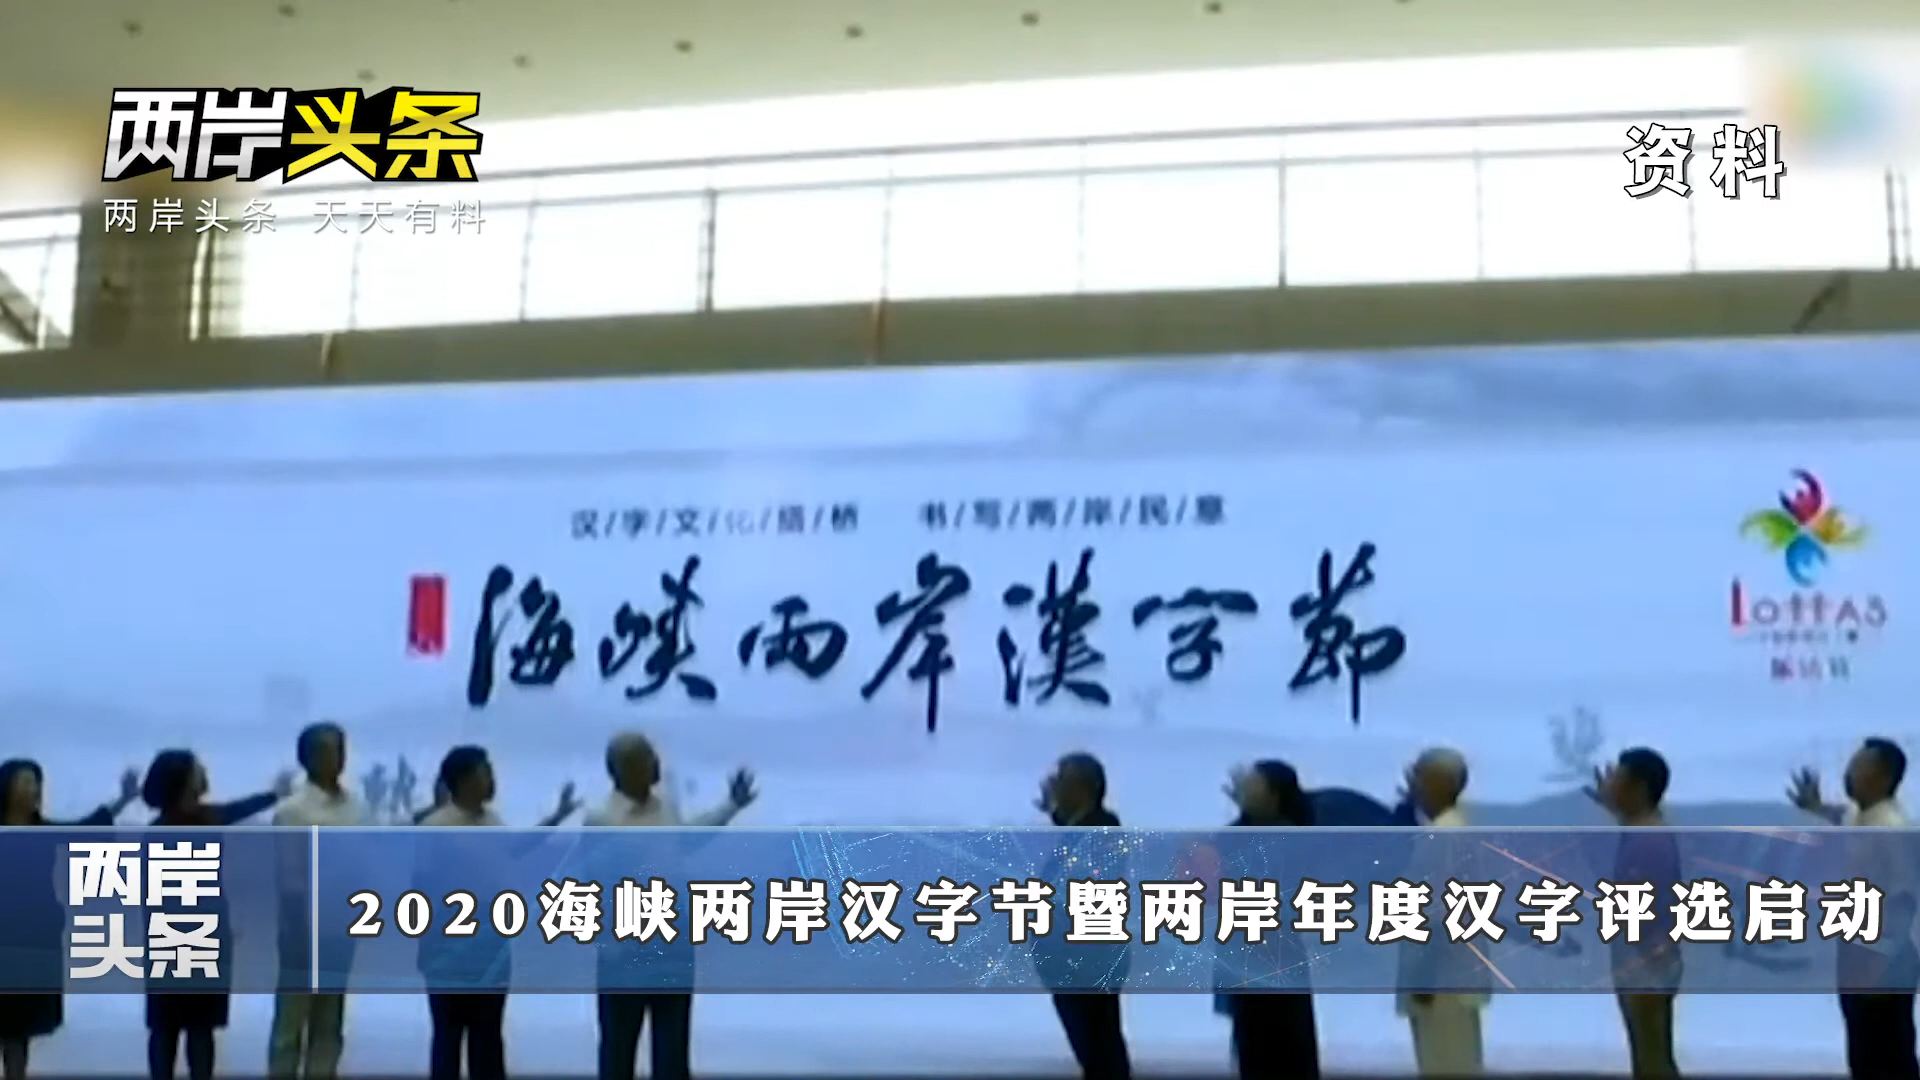 两岸头条
两岸头条 天天有料
资料
汉/字/文/化/搭/桥 书/写/两/岸/民/意
海峡两岸漢字節
lottas
两岸
头条
2020海峡两岸汉字节暨两岸年度汉字评选启动